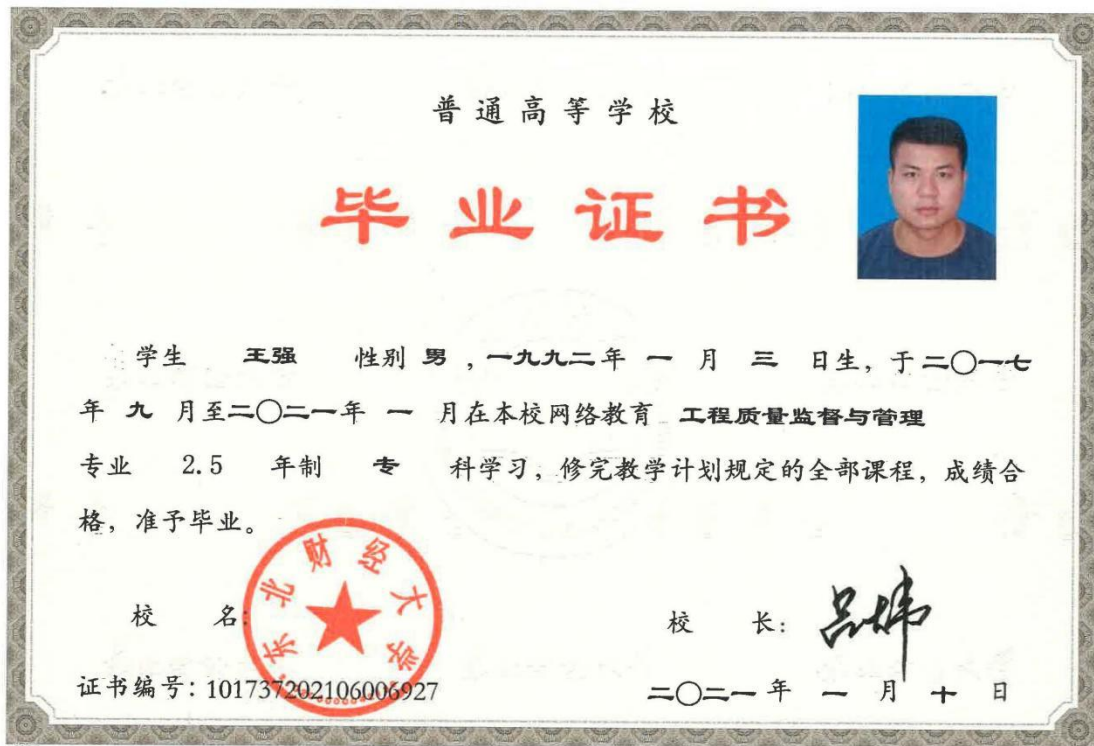 普通高等学校
毕业证书
学生 王强 性别 男 , 一九九二年 一 月 三 日生, 于二〇一七
年 九 月至二〇二一年 一 月在本校网络教育 工程质量监督与管理
专业 2.5 年制 专 科学习, 修完教学计划规定的全部课程, 成绩合
格, 准予毕业。
东北财经大学
校 名:
校 长: 吕炜
证书编号: 101737202106006927
二〇二一年 一 月 十 日